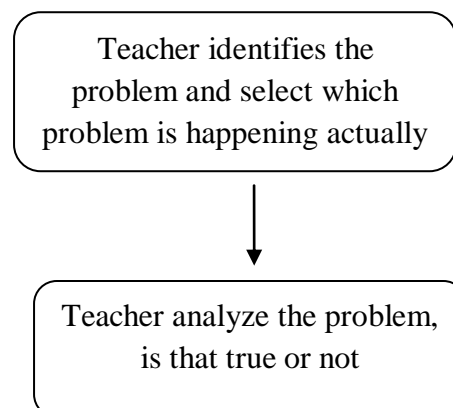 Teacher identifies the
problem and select which
problem is happening actually
Teacher analyze the problem,
is that true or not